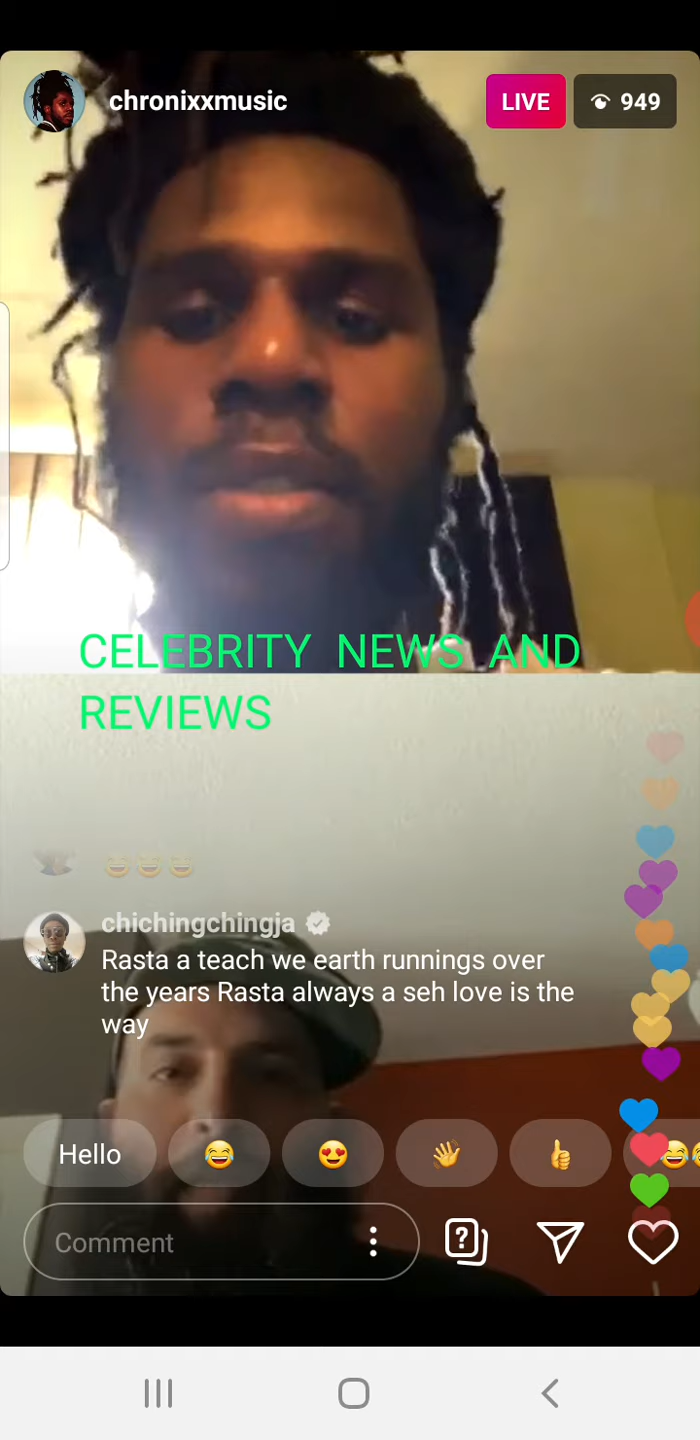 chronixxmusic
LIVE
949
CELEBRITY NEWS AND
REVIEWS
😂😂😂
chichingchingja
Rasta a teach we earth runnings over
the years Rasta always a seh love is the
way
Hello 😂 😍 👋 👍 😂
Comment
?